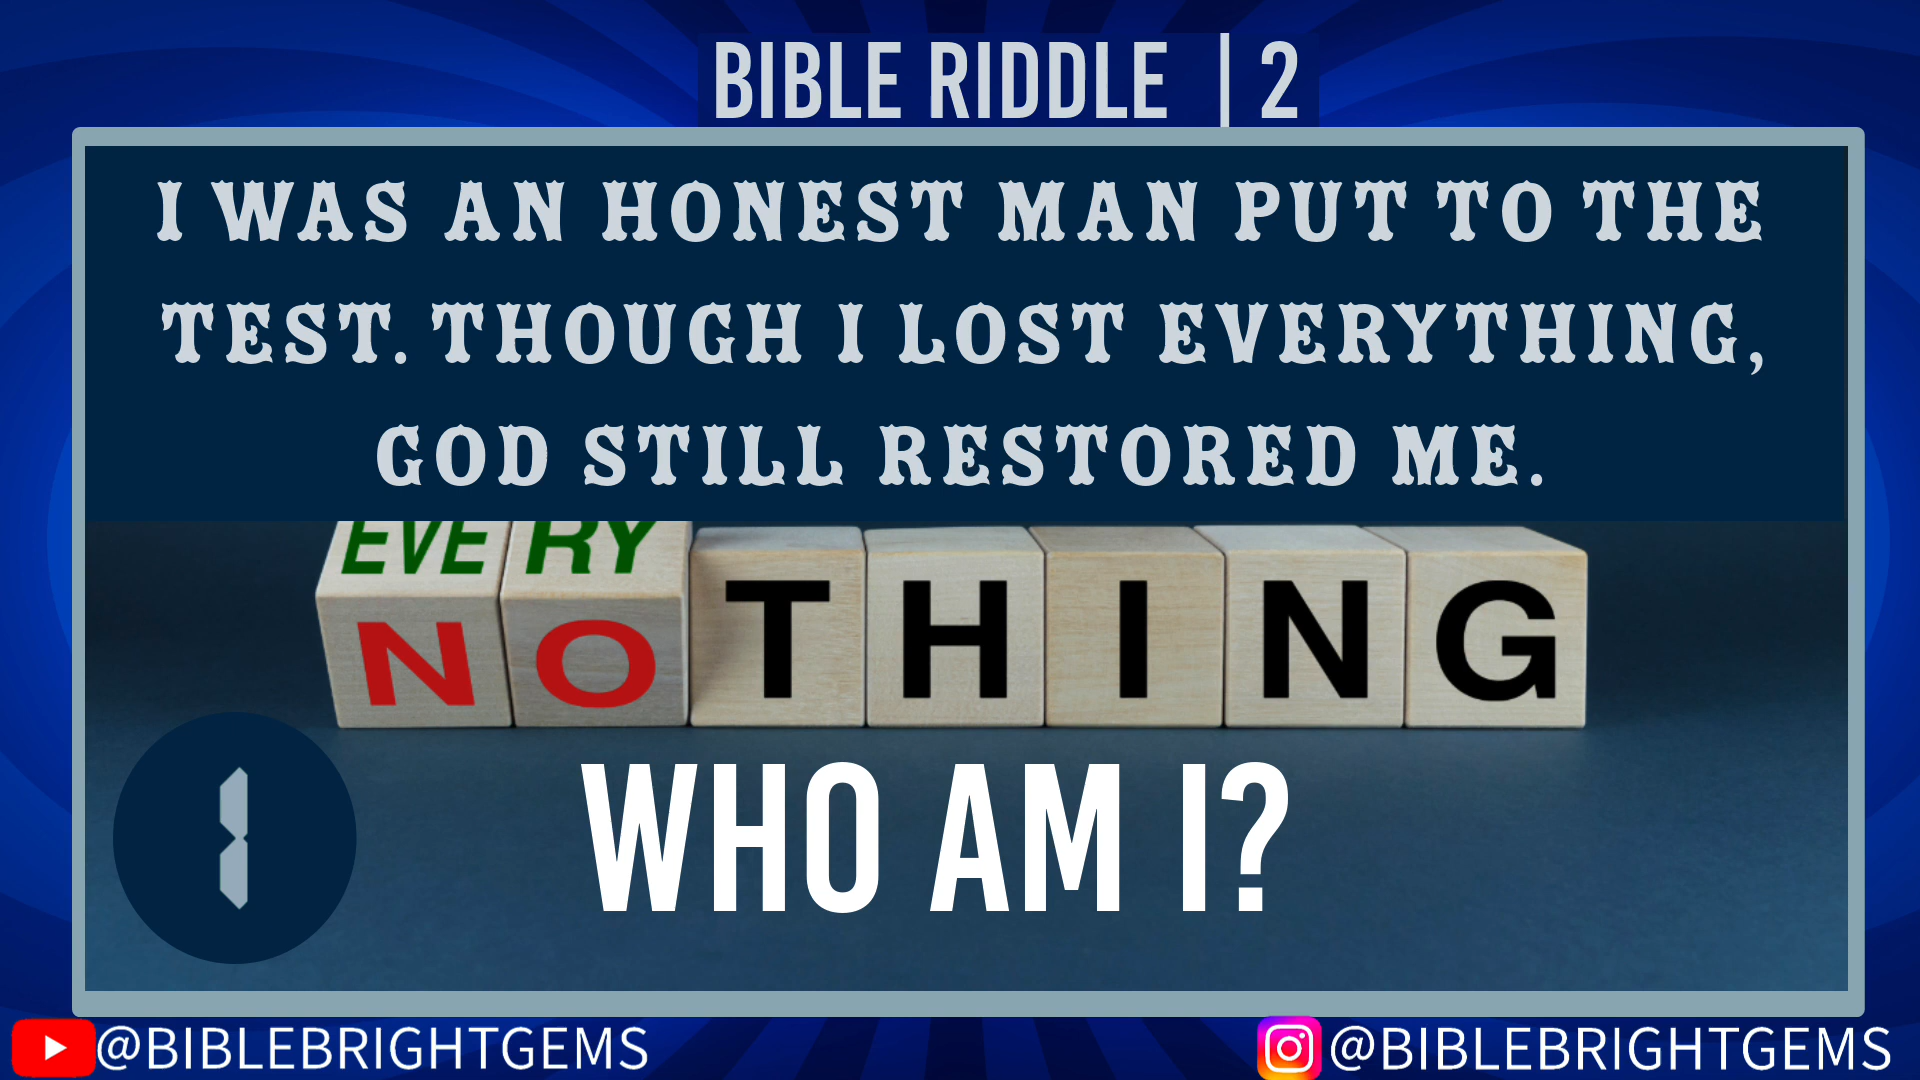 BIBLE RIDDLE | 2
I WAS AN HONEST MAN PUT TO THE
TEST. THOUGH I LOST EVERYTHING,
GOD STILL RESTORED ME.
EVERY
NOTHING
1
WHO AM I?
@BIBLEBRIGHTGEMS
@BIBLEBRIGHTGEMS